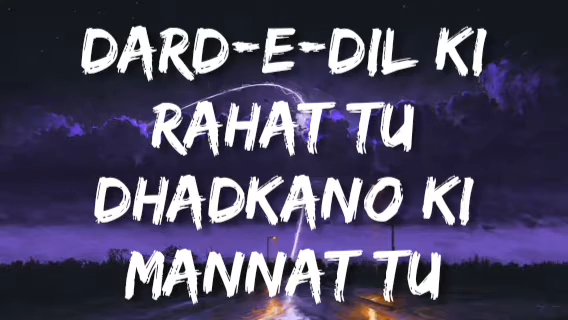 DARD-E-DIL KI
RAHAT TU
DHADKANO KI
MANNAT TU